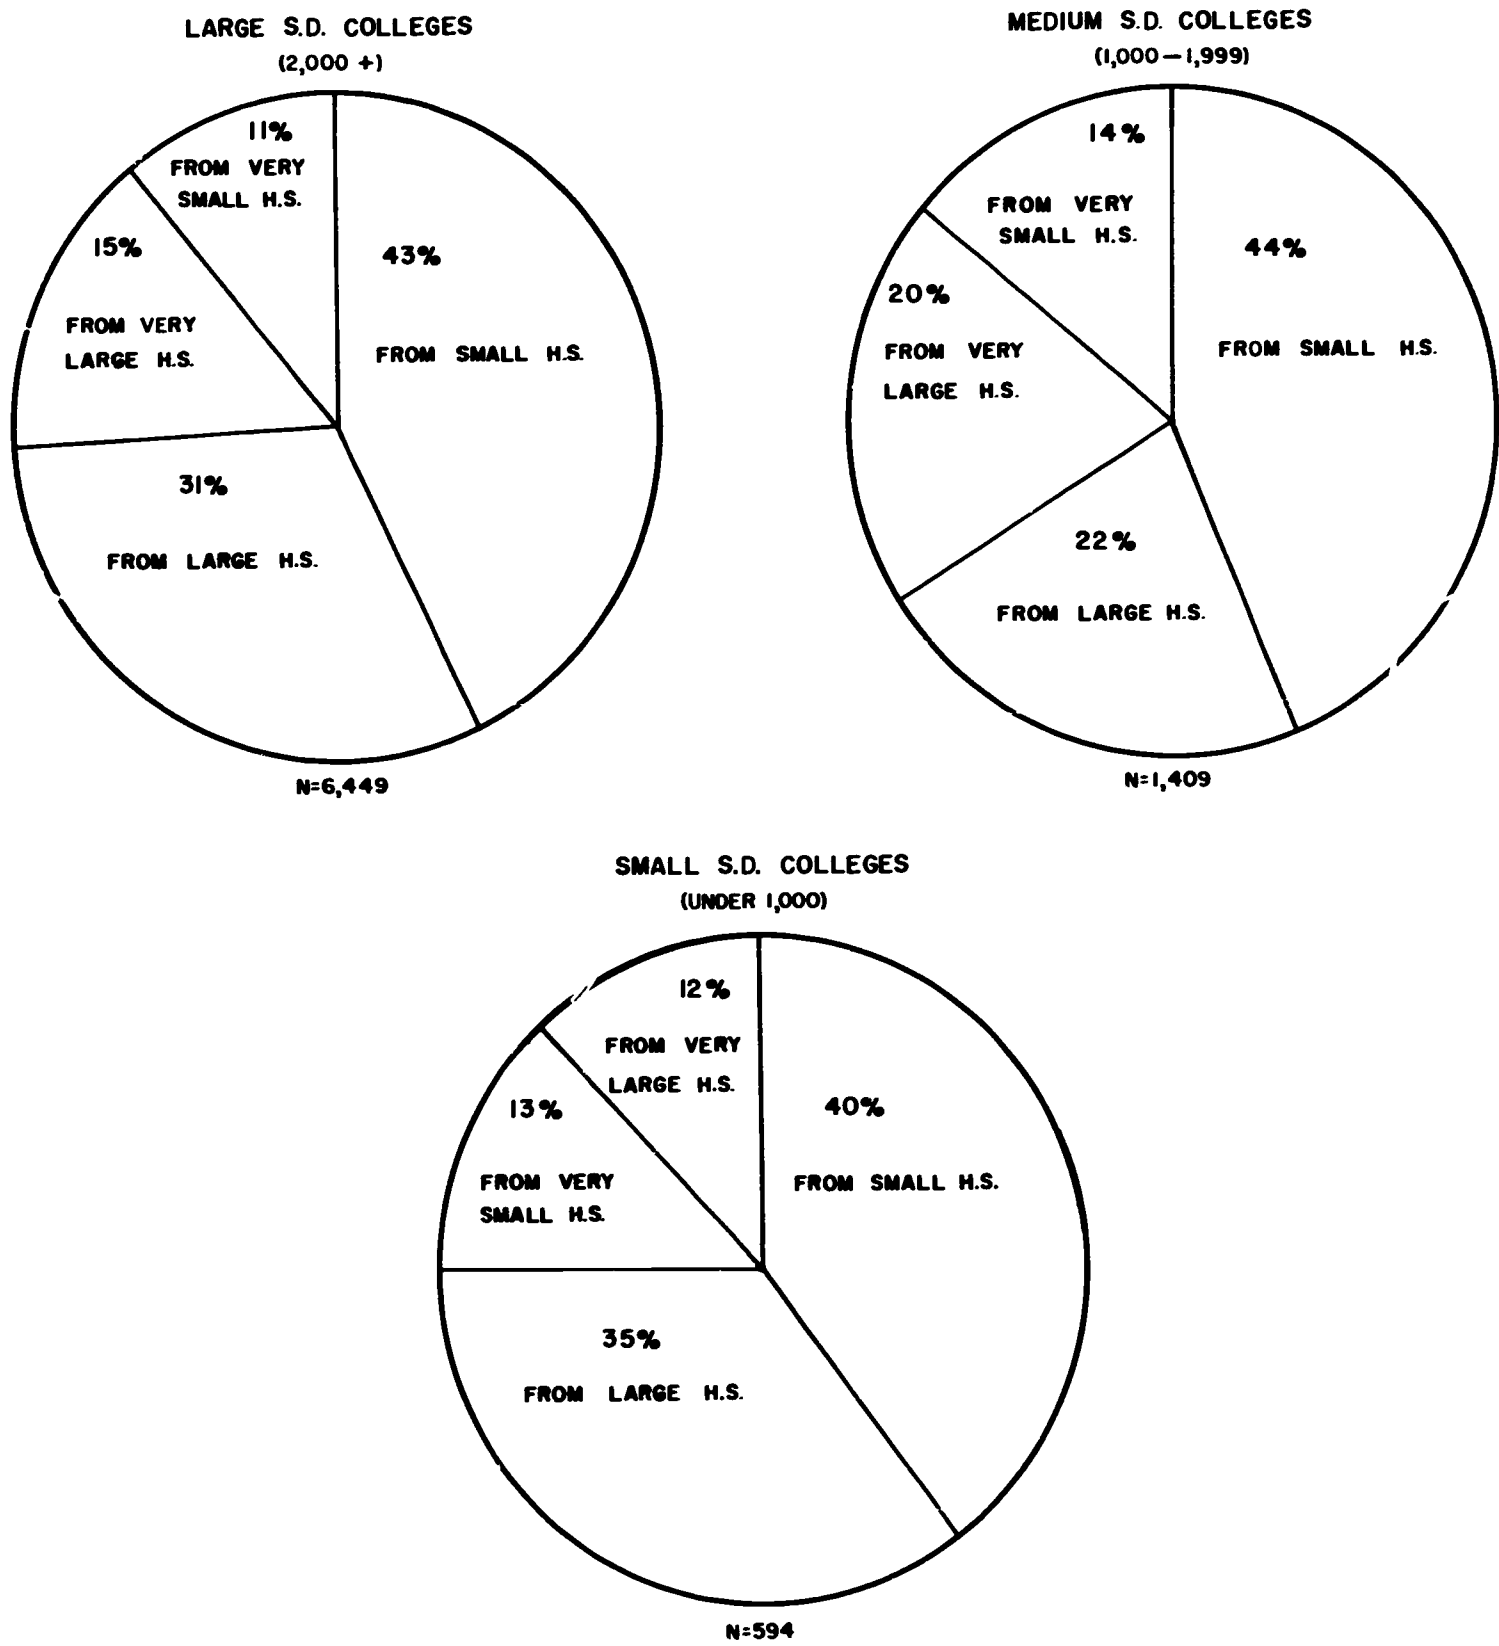 LARGE S.D. COLLEGES
(2,000 +)
11%
FROM VERY
SMALL H.S.
15%
FROM VERY
LARGE H.S.
43%
FROM SMALL H.S.
31%
FROM LARGE H.S.
N=6,449
MEDIUM S.D. COLLEGES
(1,000-1,999)
14%
FROM VERY
SMALL H.S.
44%
FROM SMALL H.S.
20%
FROM VERY
LARGE H.S.
22%
FROM LARGE H.S.
N=1,409
SMALL S.D. COLLEGES
(UNDER 1,000)
12%
FROM VERY
LARGE H.S.
13%
FROM VERY
SMALL H.S.
40%
FROM SMALL H.S.
35%
FROM LARGE H.S.
N=594